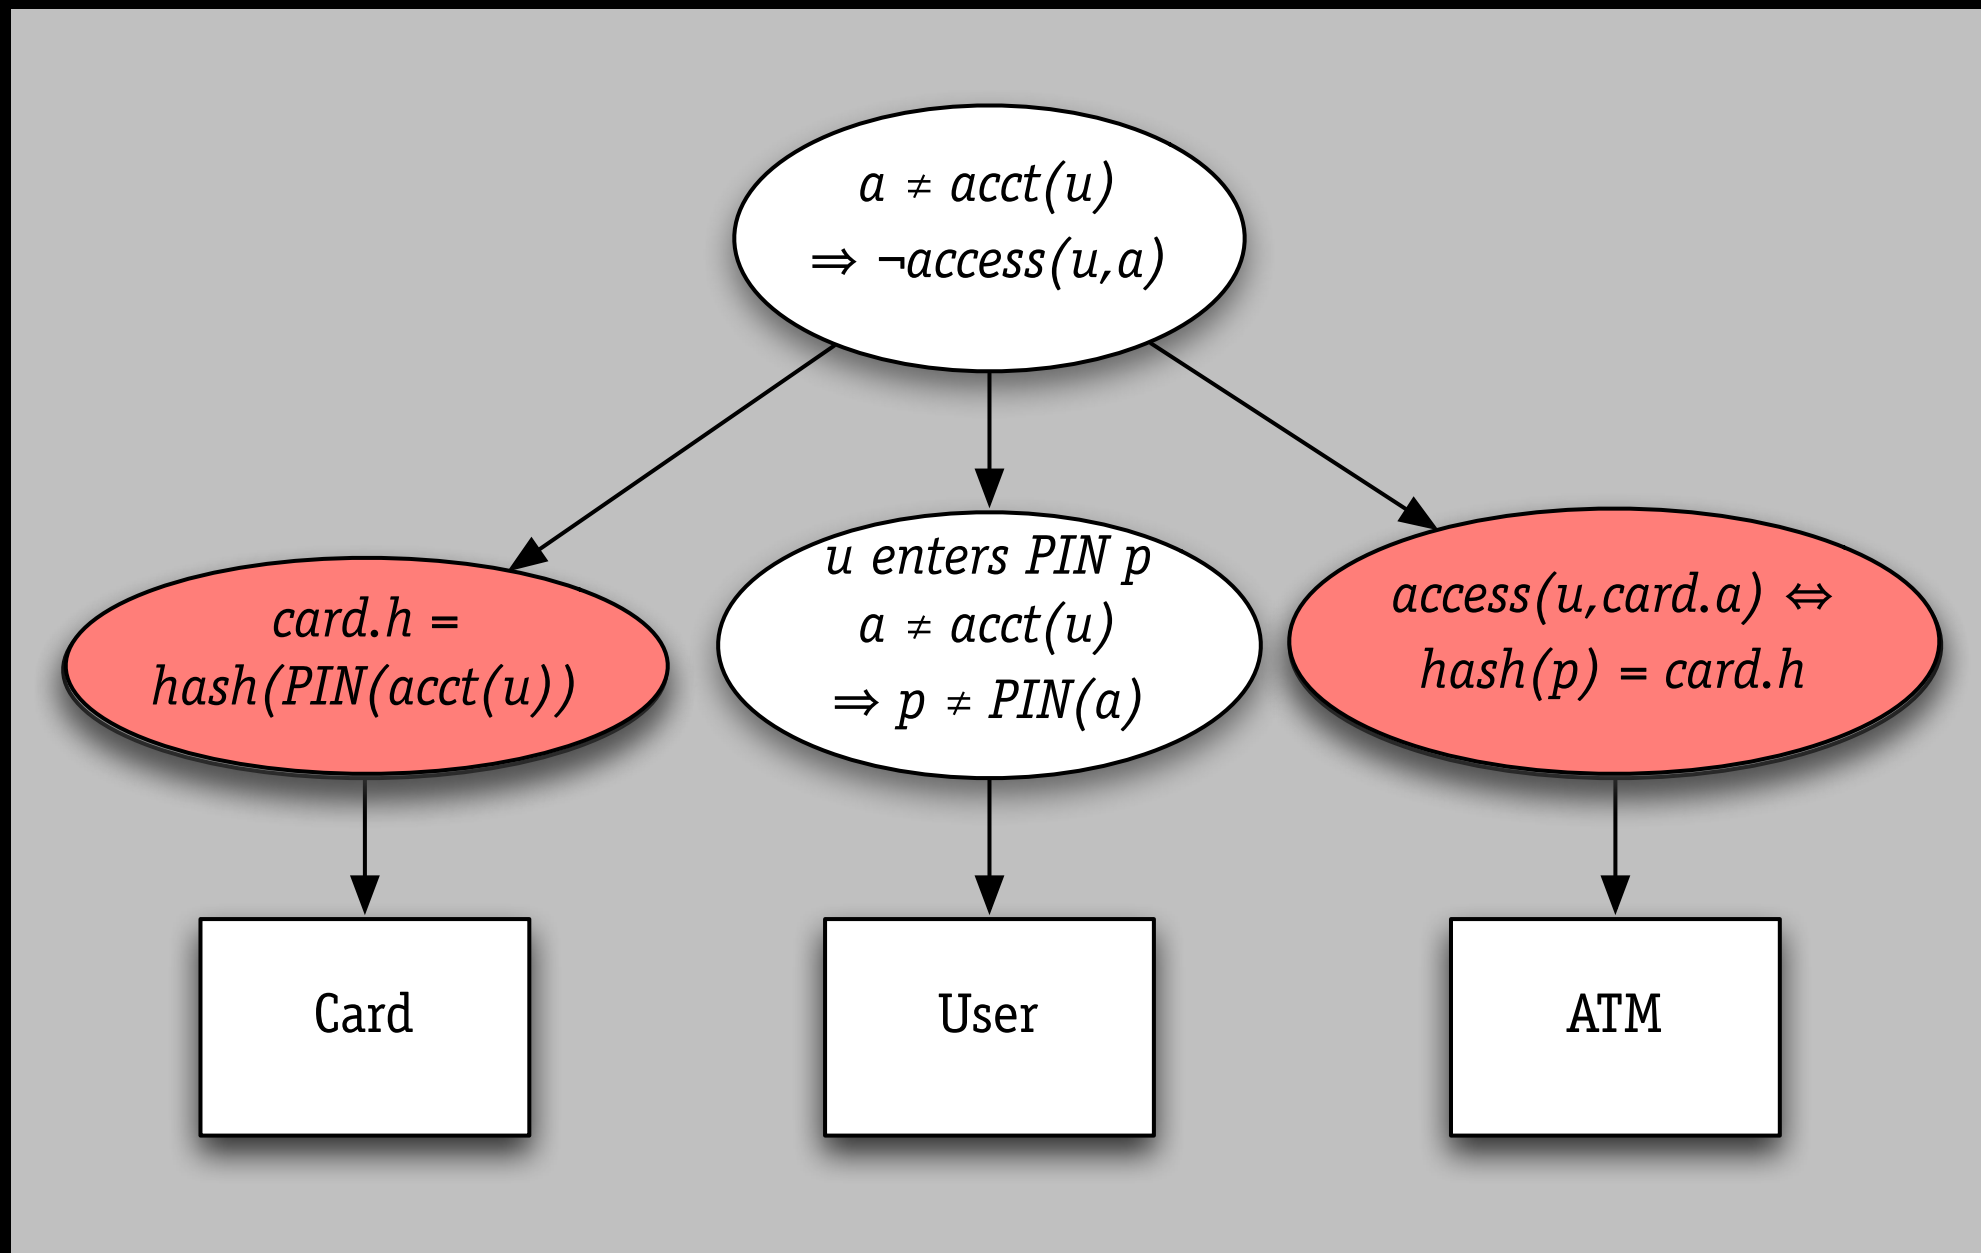 a ≠ acct(u)
⇒ ¬access(u,a)
card.h =
hash(PIN(acct(u))
u enters PIN p
a ≠ acct(u)
⇒ p ≠ PIN(a)
access(u,card.a) ⇔
hash(p) = card.h
Card
User
ATM